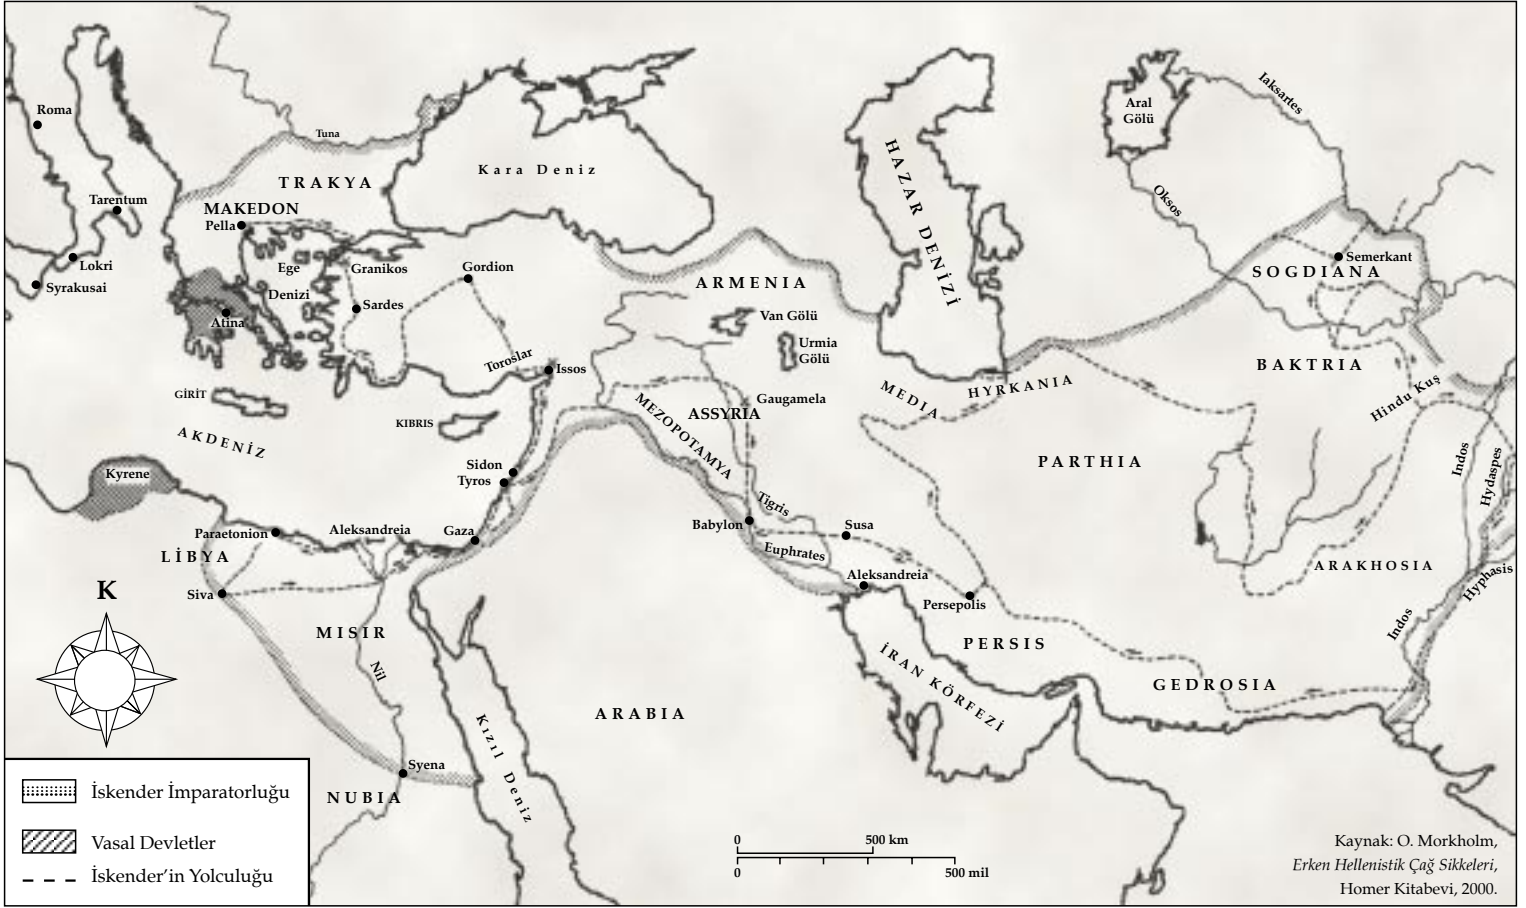 Roma
Tuna
TRAKYA
Kara Deniz
HAZAR DENİZİ
Aral
Gölü
Iaksartes
Oksos
Tarentum
MAKEDON
Pella
Lokri
Syrakusai
Ege
Denizi
Granikos
Gordion
Sardes
Atina
ARMENIA
Van Gölü
Urmia
Gölü
Semerkant
SOGDIANA
BAKTRIA
Hindu Kuş
Toroslar
Issos
GİRİT
KIBRIS
AKDENİZ
MEDIA
HYRKANIA
Gaugamela
ASSYRIA
MEZOPOTAMYA
PARTHIA
Indos
Hydaspes
Kyrene
Sidon
Tyros
Tigris
Babylon
Susa
Euphrates
Paraetonion
Aleksandreia
Gaza
LİBYA
Siva
Aleksandreia
Persepolis
ARAKHOSIA
Hyphasis
Indos
K
MISIR
Nil
PERSIS
İRAN KÖRFEZİ
GEDROSIA
ARABIA
Kızıl Deniz
Syena
NUBIA
İskender İmparatorluğu
Vasal Devletler
İskender’in Yolculuğu
0 500 km
0 500 mil
Kaynak: O. Morkholm,
Erken Hellenistik Çağ Sikkeleri,
Homer Kitabevi, 2000.